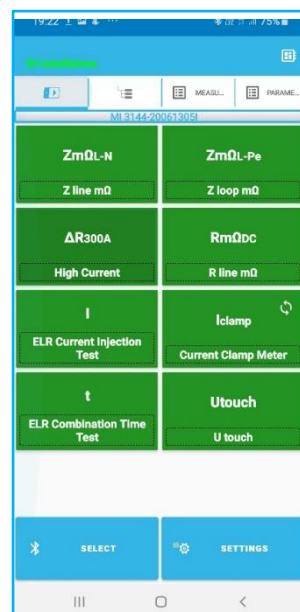 19:22
75%
MEASU...
PARAME...
MI 3144-20061305I
ZmΩL-N
Z line mΩ
ZmΩL-Pe
Z loop mΩ
ΔR300A
High Current
RmΩDC
R line mΩ
I
ELR Current Injection
Test
Iclamp
Current Clamp Meter
t
ELR Combination Time
Test
Utouch
U touch
SELECT
SETTINGS